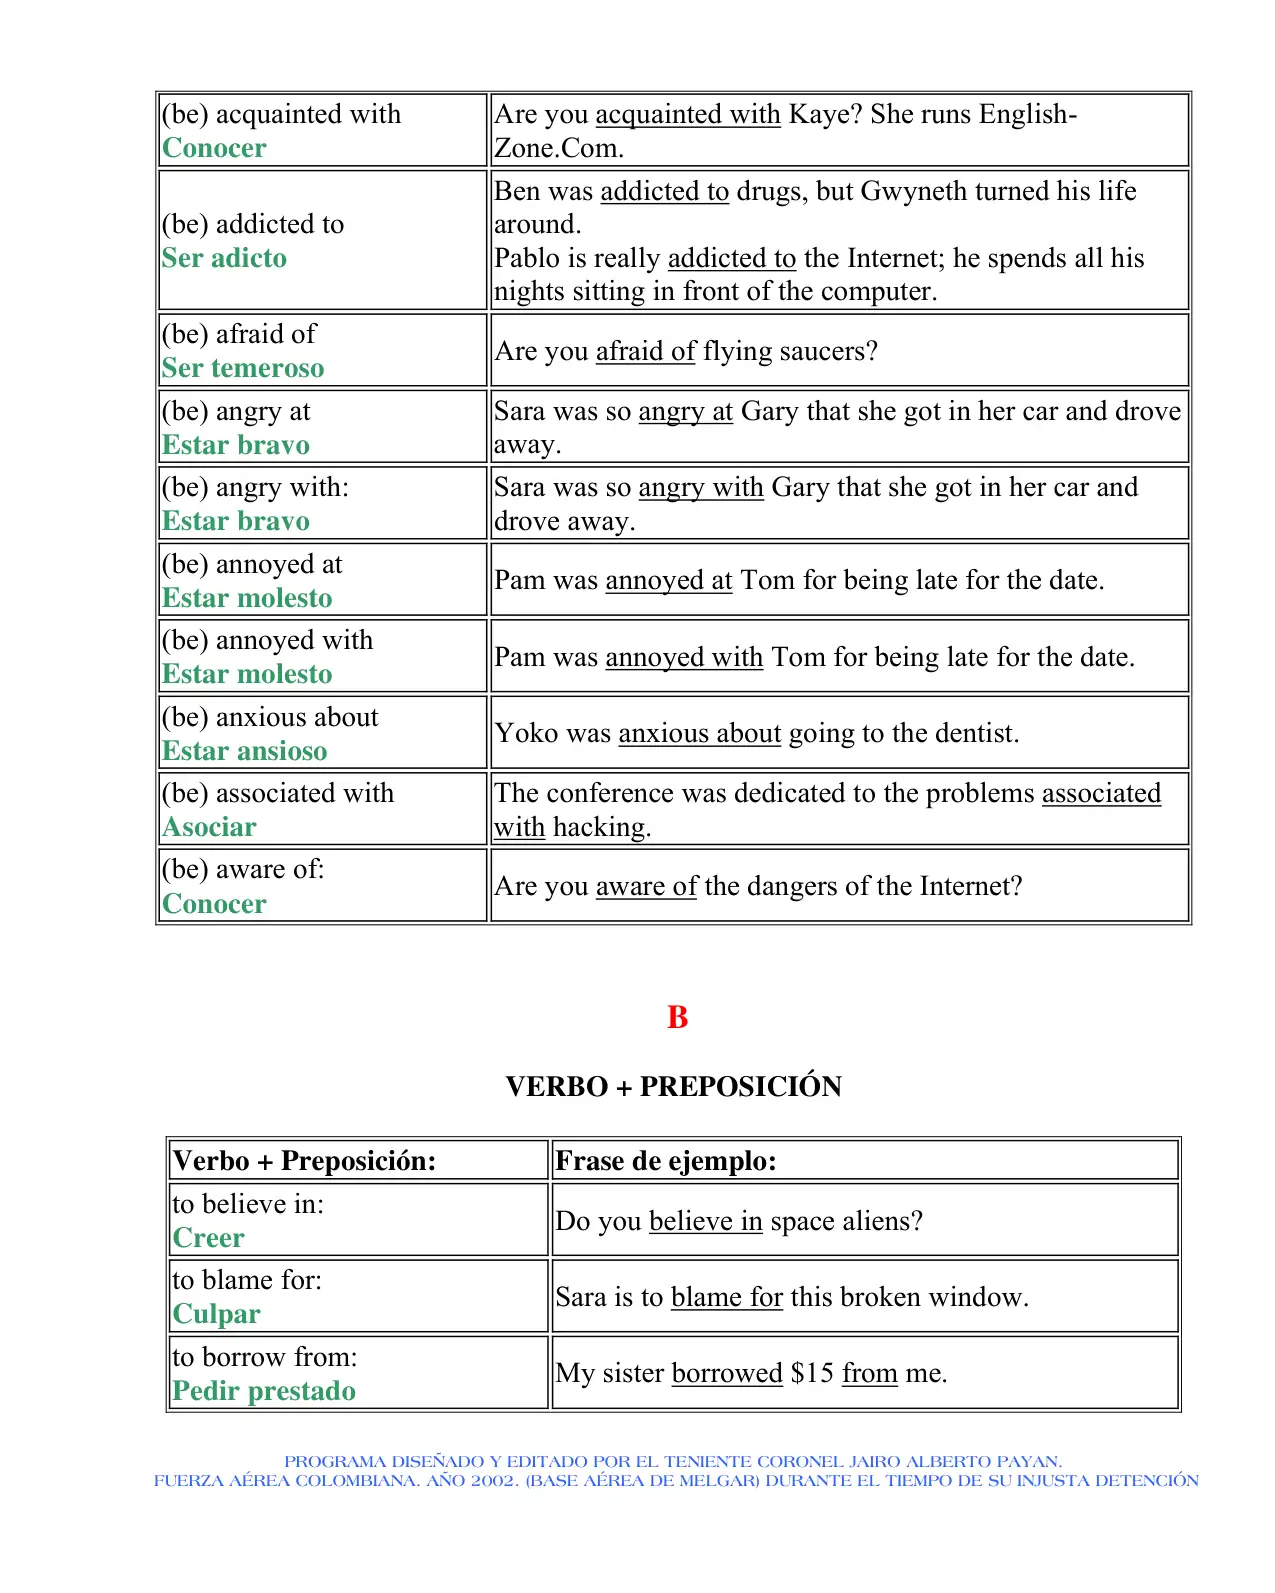 (be) acquainted with
Conocer
Are you acquainted with Kaye? She runs English-
Zone.Com.
(be) addicted to
Ser adicto
Ben was addicted to drugs, but Gwyneth turned his life
around.
Pablo is really addicted to the Internet; he spends all his
nights sitting in front of the computer.
(be) afraid of
Ser temeroso
Are you afraid of flying saucers?
(be) angry at
Estar bravo
Sara was so angry at Gary that she got in her car and drove
away.
(be) angry with:
Estar bravo
Sara was so angry with Gary that she got in her car and
drove away.
(be) annoyed at
Estar molesto
Pam was annoyed at Tom for being late for the date.
(be) annoyed with
Estar molesto
Pam was annoyed with Tom for being late for the date.
(be) anxious about
Estar ansioso
Yoko was anxious about going to the dentist.
(be) associated with
Asociar
The conference was dedicated to the problems associated
with hacking.
(be) aware of:
Conocer
Are you aware of the dangers of the Internet?
B
VERBO + PREPOSICIÓN
Verbo + Preposición:
Frase de ejemplo:
to believe in:
Creer
Do you believe in space aliens?
to blame for:
Culpar
Sara is to blame for this broken window.
to borrow from:
Pedir prestado
My sister borrowed $15 from me.
PROGRAMA DISEÑADO Y EDITADO POR EL TENIENTE CORONEL JAIRO ALBERTO PAYAN.
FUERZA AÉREA COLOMBIANA. AÑO 2002. (BASE AÉREA DE MELGAR) DURANTE EL TIEMPO DE SU INJUSTA DETENCIÓN